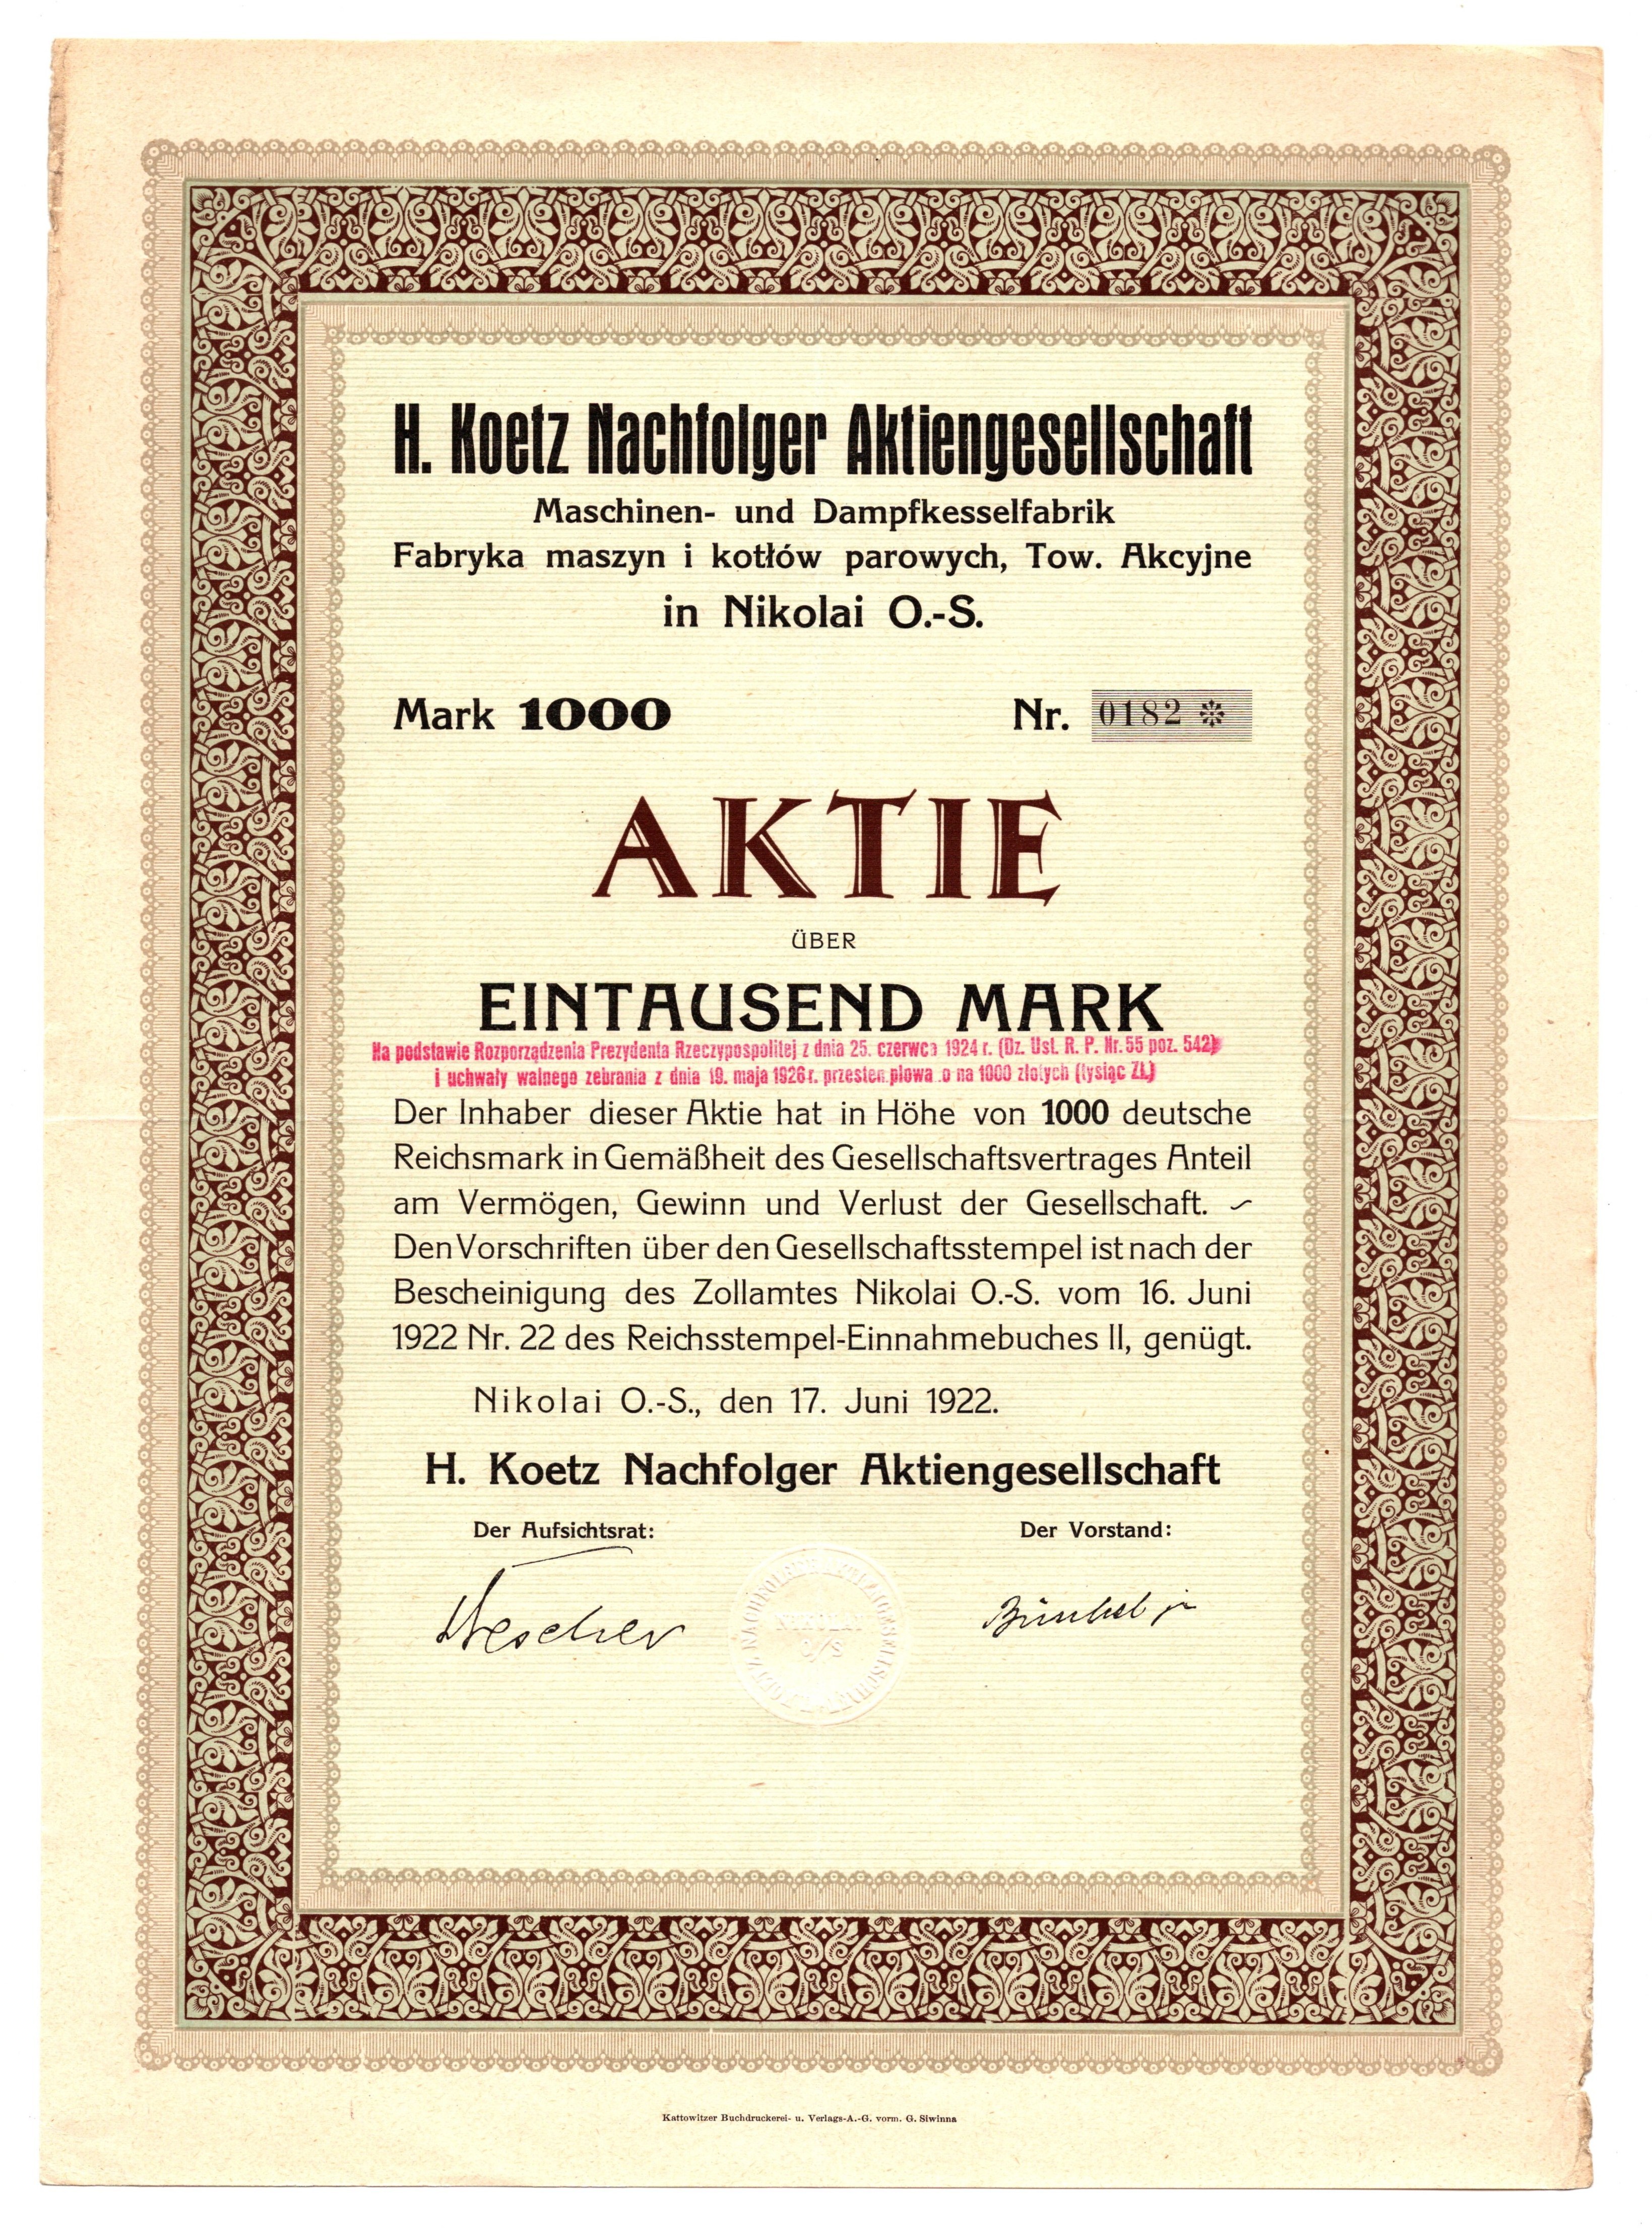 H. Koetz Nachfolger Aktiengesellschaft
Maschinen- und Dampfkesselfabrik
Fabryka maszyn i kotłów parowych, Tow. Akcyjne
in Nikolai O.-S.
Mark 1000 Nr. 0182 *
AKTIE
ÜBER
EINTAUSEND MARK
Na podstawie Rozporządzenia Prezydenta Rzeczypospolitej z dnia 25. czerwca 1924 r. (Dz. Ust. R. P. Nr. 55 poz. 542)
i uchwały walnego zebrania z dnia 19. maja 1926 r. przestemplowano na 1000 złotych (tysiąc Zł.)
Der Inhaber dieser Aktie hat in Höhe von 1000 deutsche
Reichsmark in Gemäßheit des Gesellschaftsvertrages Anteil
am Vermögen, Gewinn und Verlust der Gesellschaft. ~
Den Vorschriften über den Gesellschaftsstempel ist nach der
Bescheinigung des Zollamtes Nikolai O.-S. vom 16. Juni
1922 Nr. 22 des Reichsstempel-Einnahmebuches II, genügt.
Nikolai O.-S., den 17. Juni 1922.
H. Koetz Nachfolger Aktiengesellschaft
Der Aufsichtsrat: Der Vorstand:
KOETZ NACHFOLGER AKTIENGESELLSCHAFT
NIKOLAI
O/S
Kattowitzer Buchdruckerei- u. Verlags-A.-G. vorm. G. Siwinna